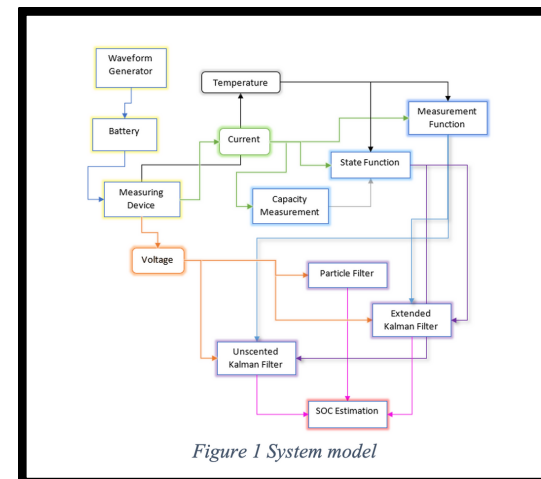 Waveform
Generator
Temperature
Measurement
Function
Battery
Current
State Function
Measuring
Device
Capacity
Measurement
Voltage
Particle Filter
Extended
Kalman Filter
Unscented
Kalman Filter
SOC Estimation
Figure 1 System model